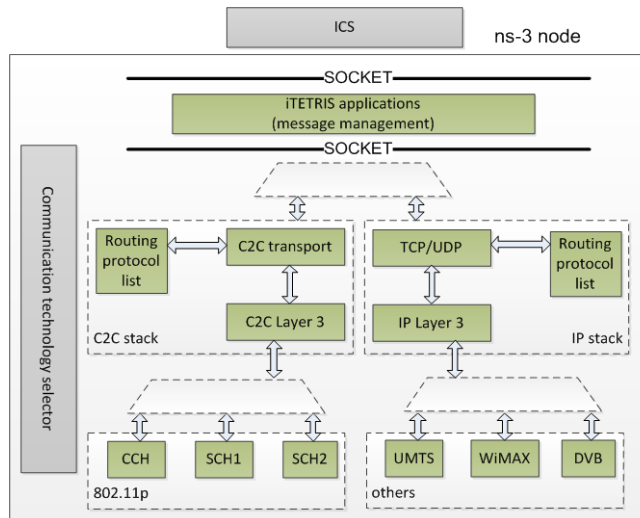 ICS
ns-3 node
SOCKET
iTETRIS applications
(message management)
SOCKET
Communication technology selector
Routing
protocol
list
C2C transport
TCP/UDP
Routing
protocol
list
C2C Layer 3
IP Layer 3
C2C stack
IP stack
CCH
SCH1
SCH2
UMTS
WiMAX
DVB
802.11p
others